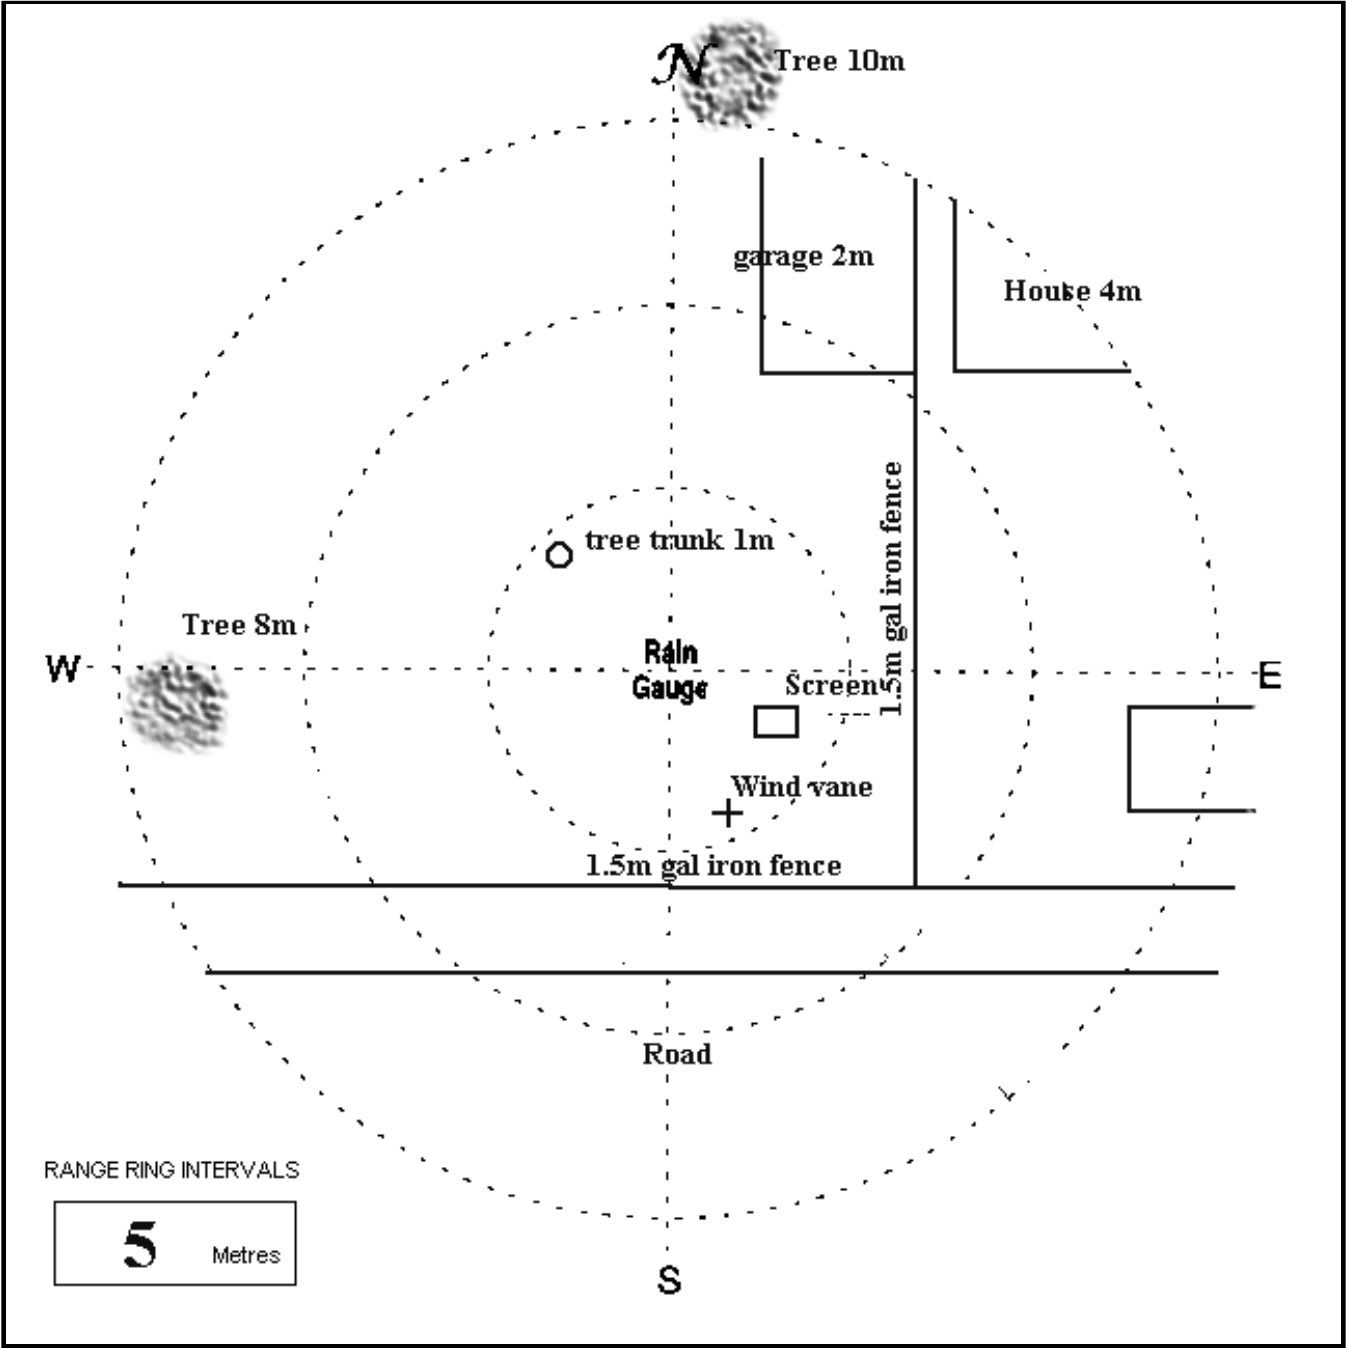 N
Tree 10m
garage 2m
House 4m
1.5m gal iron fence
tree trunk 1m
Tree 8m
W
Rain
Gauge
Screen
E
Wind vane
1.5m gal iron fence
Road
RANGE RING INTERVALS
5 Metres
S